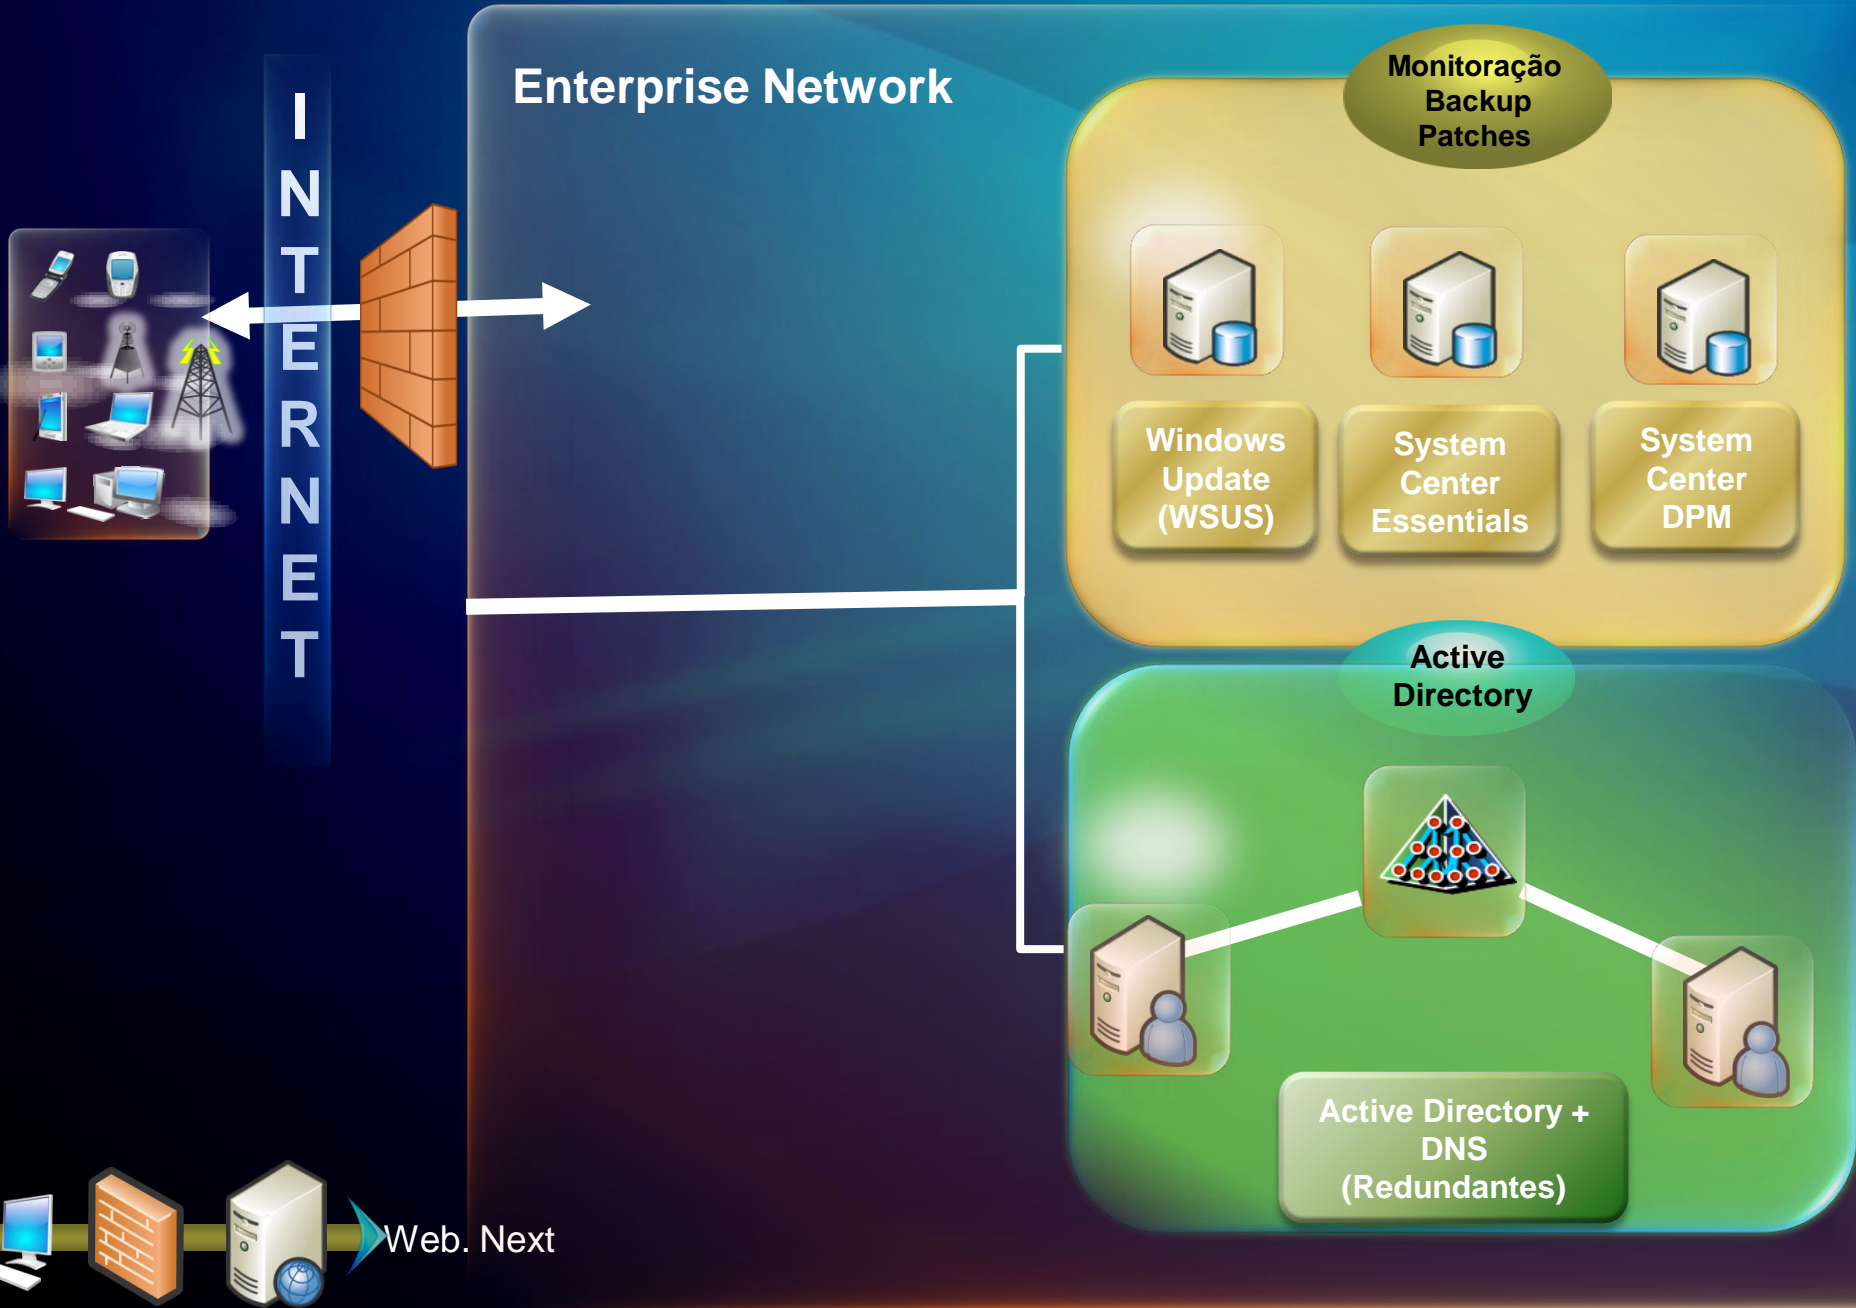 INTERNET
Enterprise Network
Monitoração
Backup
Patches
Windows
Update
(WSUS)
System
Center
Essentials
System
Center
DPM
Active
Directory
Active Directory +
DNS
(Redundantes)
Web. Next